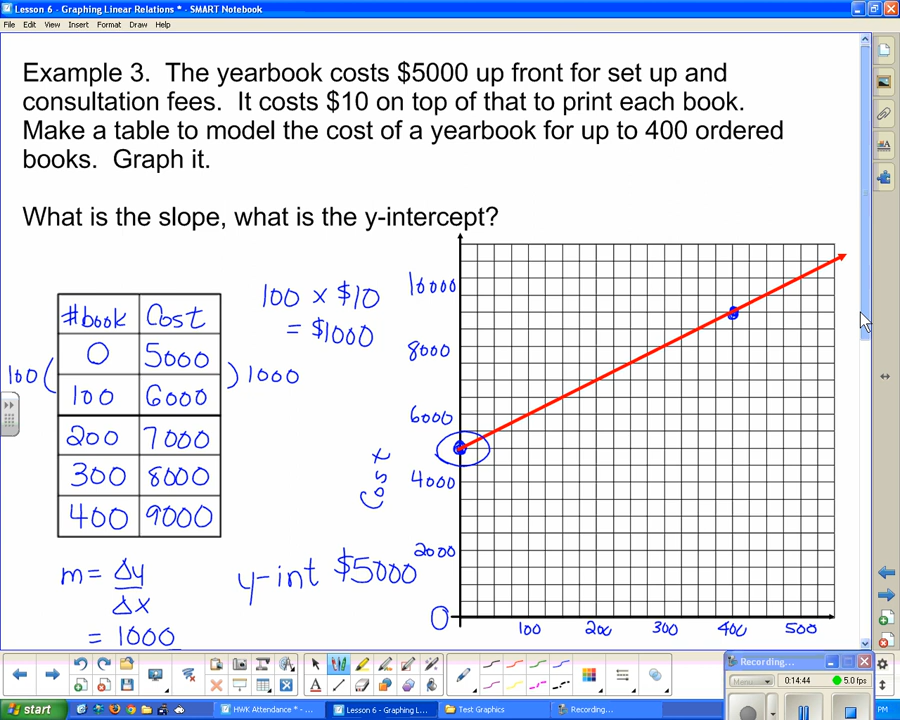 Lesson 6 - Graphing Linear Relations * - SMART Notebook
File Edit View Insert Format Draw Help
Example 3. The yearbook costs $5000 up front for set up and
consultation fees. It costs $10 on top of that to print each book.
Make a table to model the cost of a yearbook for up to 400 ordered
books. Graph it.
What is the slope, what is the y-intercept?
100 x $10
= $1000
#book Cost
0 5000
100 6000
200 7000
300 8000
400 9000
100 ( ) 1000
m = Δy
Δx
= 1000
y-int $5000
Cost
10000
8000
6000
4000
2000
0
100 200 300 400 500
Recording...
Menu
0:14:44 5.0 fps
start
HWK Attendance * - ...
Lesson 6 - Graphing L...
Test Graphics
Recording...
PM